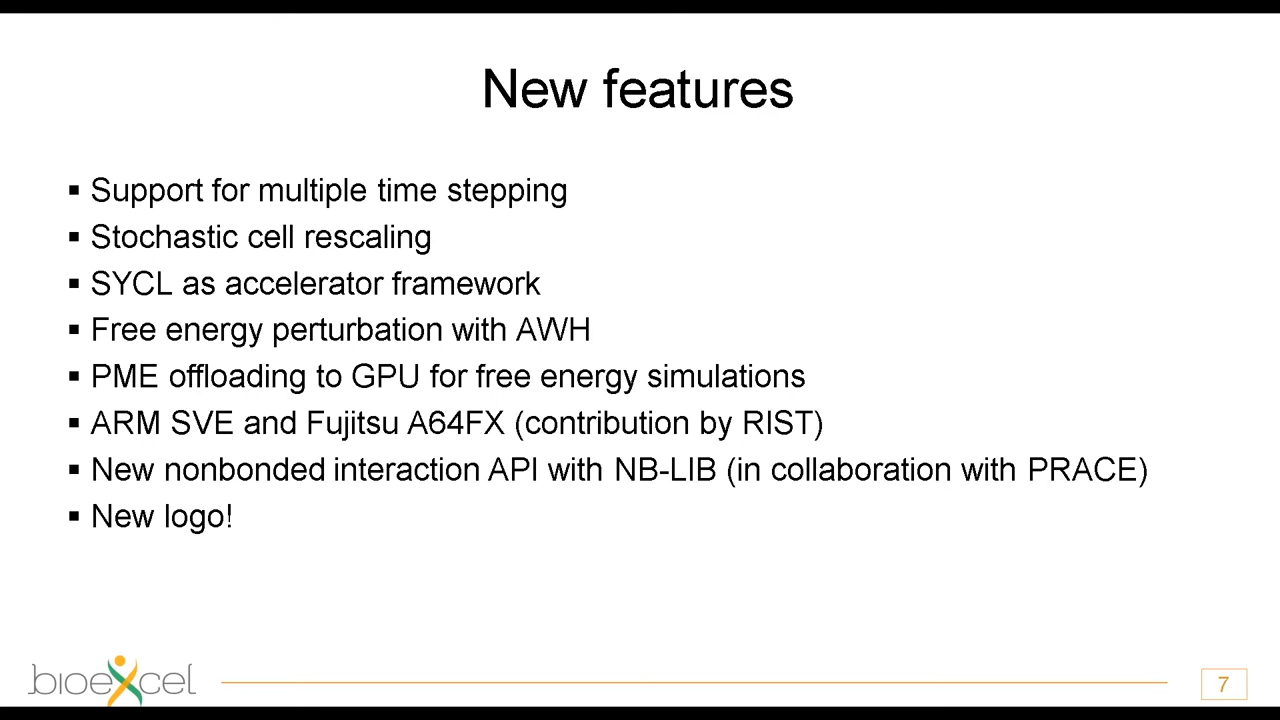 New features
▪ Support for multiple time stepping
▪ Stochastic cell rescaling
▪ SYCL as accelerator framework
▪ Free energy perturbation with AWH
▪ PME offloading to GPU for free energy simulations
▪ ARM SVE and Fujitsu A64FX (contribution by RIST)
▪ New nonbonded interaction API with NB-LIB (in collaboration with PRACE)
▪ New logo!
bioexcel
7